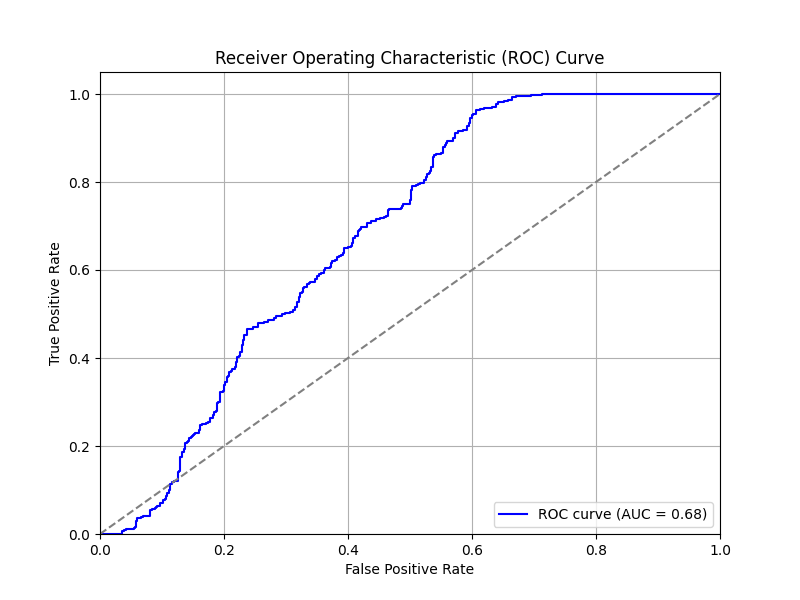 Receiver Operating Characteristic (ROC) Curve
True Positive Rate
1.0
0.8
0.6
0.4
0.2
0.0
0.0 0.2 0.4 0.6 0.8 1.0
False Positive Rate
ROC curve (AUC = 0.68)